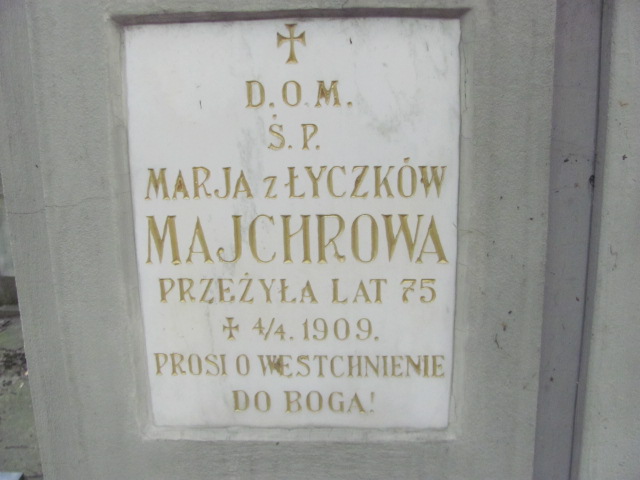 D.O.M.
Ś.P.
MARJA z ŁYCZKÓW
MAJCHROWA
PRZEŻYŁA LAT 75
✝ 4/4. 1909.
PROSI O WESTCHNIENIE
DO BOGA!